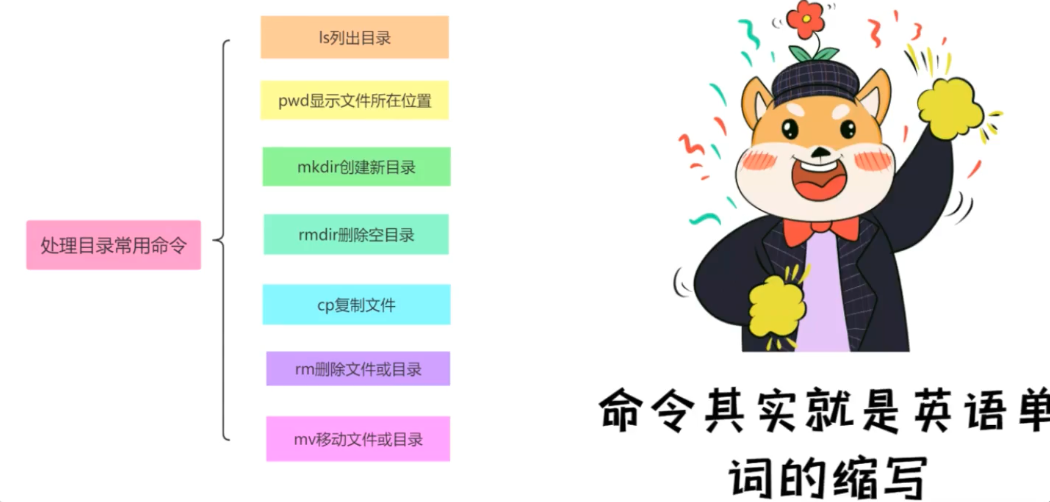 处理目录常用命令
ls列出目录
pwd显示文件所在位置
mkdir创建新目录
rmdir删除空目录
cp复制文件
rm删除文件或目录
mv移动文件或目录
命令其实就是英语单
词的缩写